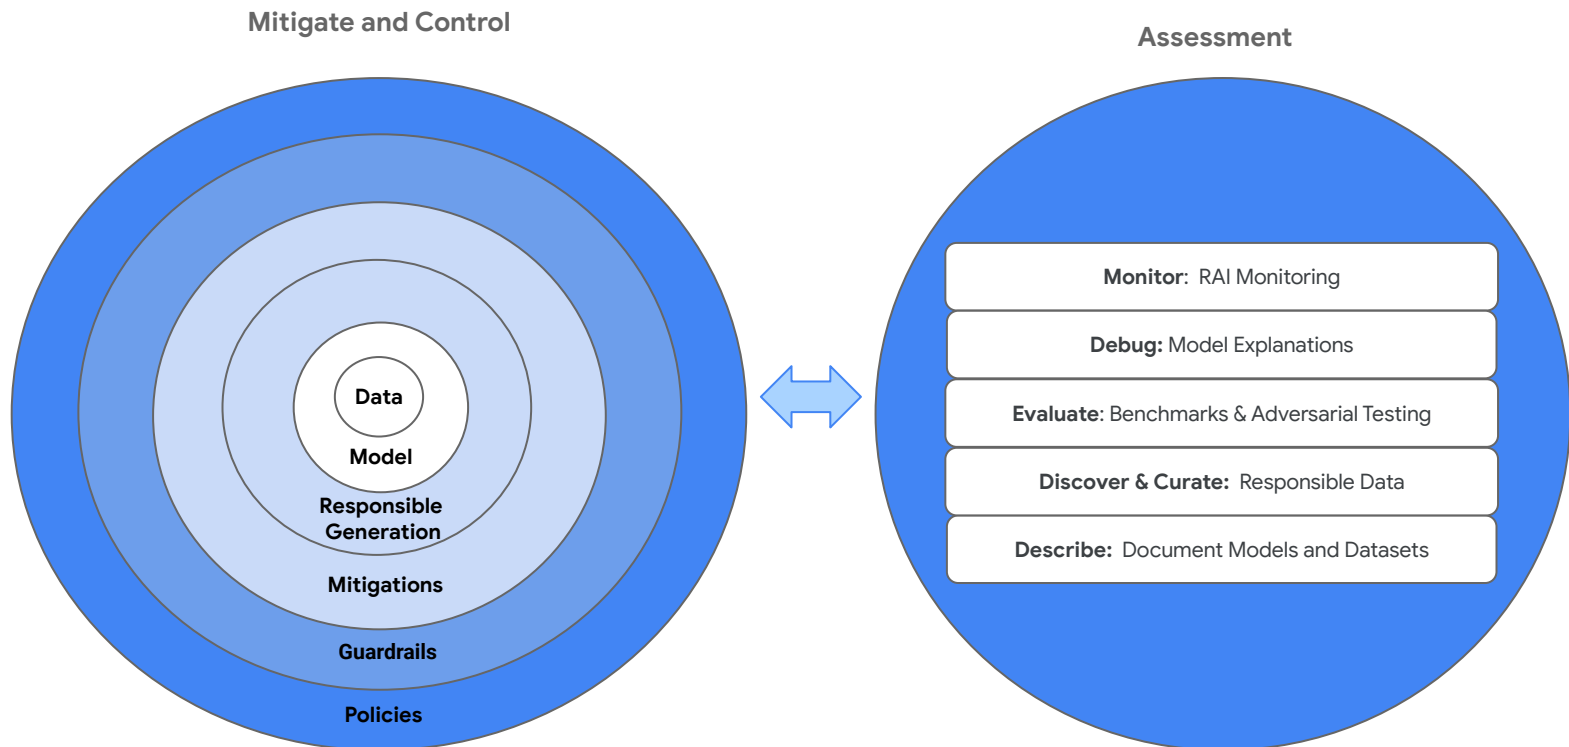 Mitigate and Control
Data
Model
Responsible
Generation
Mitigations
Guardrails
Policies
Assessment
Monitor:  RAI Monitoring
Debug: Model Explanations
Evaluate: Benchmarks & Adversarial Testing
Discover & Curate:  Responsible Data
Describe:  Document Models and Datasets